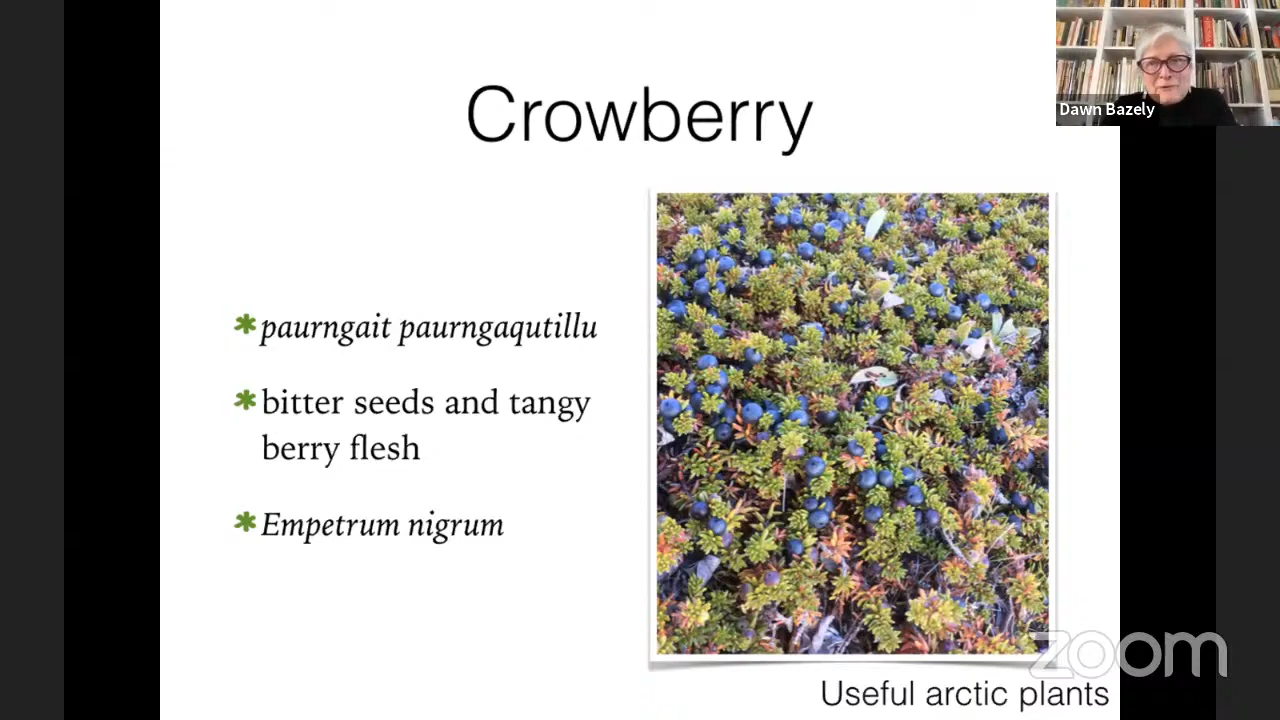 Crowberry
Dawn Bazely
* paurngait paurngaqutillu
* bitter seeds and tangy
berry flesh
* Empetrum nigrum
zoom
Useful arctic plants